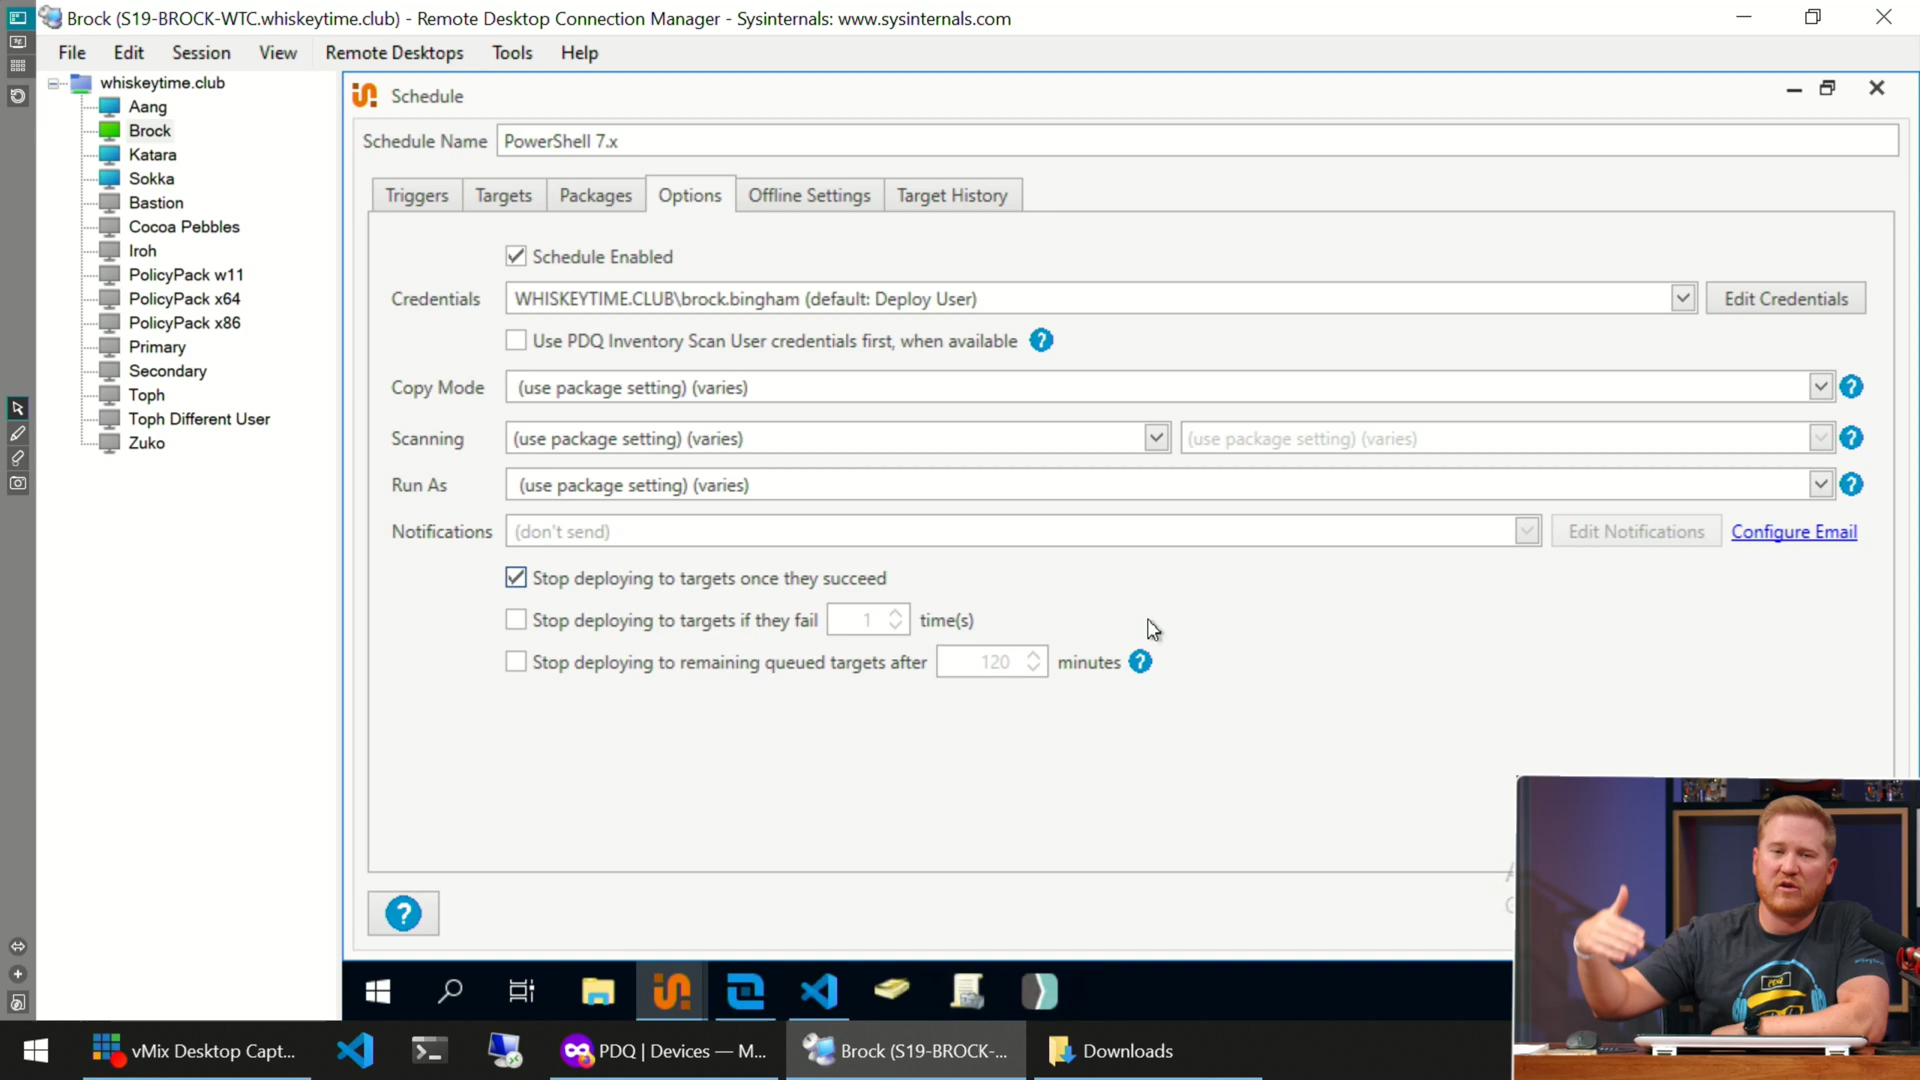 Brock (S19-BROCK-WTC.whiskeytime.club) - Remote Desktop Connection Manager - Sysinternals: www.sysinternals.com
File Edit Session View Remote Desktops Tools Help
whiskeytime.club
Aang
Brock
Katara
Sokka
Bastion
Cocoa Pebbles
Iroh
PolicyPack w11
PolicyPack x64
PolicyPack x86
Primary
Secondary
Toph
Toph Different User
Zuko
Schedule
Schedule Name PowerShell 7.x
Triggers Targets Packages Options Offline Settings Target History
Schedule Enabled
Credentials WHISKEYTIME.CLUB\brock.bingham (default: Deploy User) Edit Credentials
Use PDQ Inventory Scan User credentials first, when available ?
Copy Mode (use package setting) (varies) ?
Scanning (use package setting) (varies) (use package setting) (varies) ?
Run As (use package setting) (varies) ?
Notifications (don't send) Edit Notifications Configure Email
Stop deploying to targets once they succeed
Stop deploying to targets if they fail 1 time(s)
Stop deploying to remaining queued targets after 120 minutes ?
?
vMix Desktop Capt... PDQ | Devices — M... Brock (S19-BROCK-... Downloads